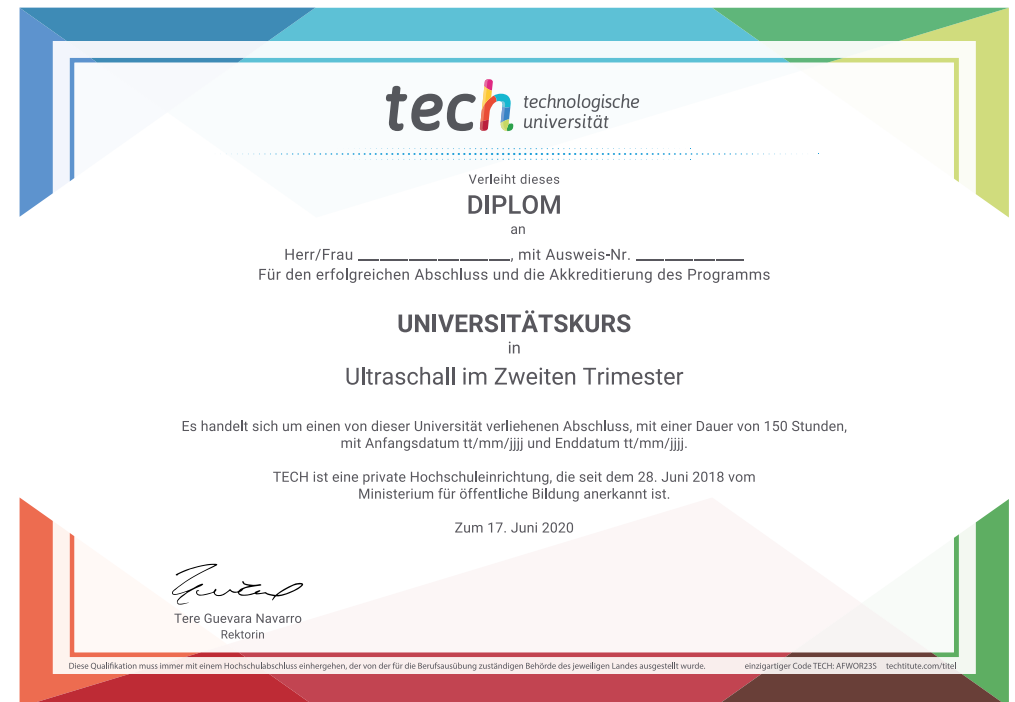 tech technologische
universität
Verleiht dieses
DIPLOM
an
Herr/Frau ____________________, mit Ausweis-Nr. ______________
Für den erfolgreichen Abschluss und die Akkreditierung des Programms
UNIVERSITÄTSKURS
in
Ultraschall im Zweiten Trimester
Es handelt sich um einen von dieser Universität verliehenen Abschluss, mit einer Dauer von 150 Stunden,
mit Anfangsdatum tt/mm/jjjj und Enddatum tt/mm/jjjj.
TECH ist eine private Hochschuleinrichtung, die seit dem 28. Juni 2018 vom
Ministerium für öffentliche Bildung anerkannt ist.
Zum 17. Juni 2020
Tere Guevara Navarro
Rektorin
Diese Qualifikation muss immer mit einem Hochschulabschluss einhergehen, der von der für die Berufsausübung zuständigen Behörde des jeweiligen Landes ausgestellt wurde. einzigartiger Code TECH: AFWOR23S techtitute.com/titel